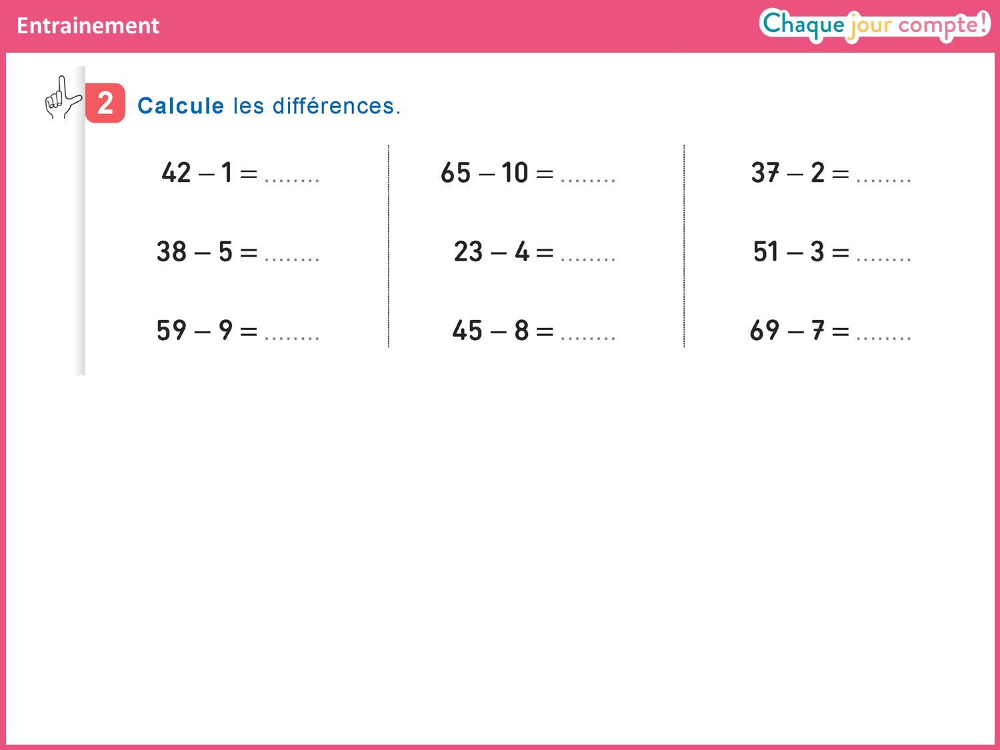 Entrainement
Chaque jour compte!
2 Calcule les différences.
42 – 1 = ........ 65 – 10 = ........ 37 – 2 = ........
38 – 5 = ........ 23 – 4 = ........ 51 – 3 = ........
59 – 9 = ........ 45 – 8 = ........ 69 – 7 = ........